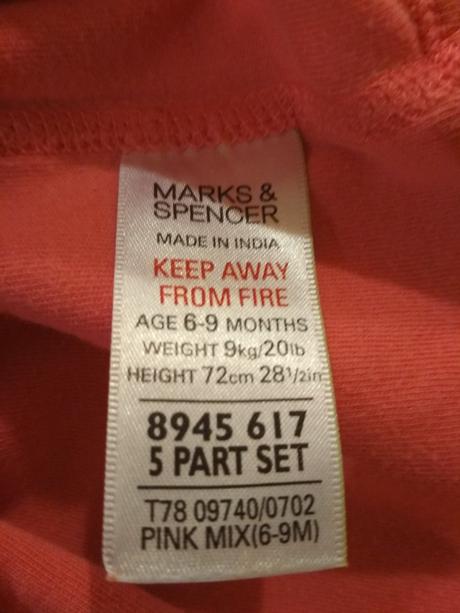 MARKS &
SPENCER
MADE IN INDIA
KEEP AWAY
FROM FIRE
AGE 6-9 MONTHS
WEIGHT 9kg/20lb
HEIGHT 72cm 28½in
8945 617
5 PART SET
T78 09740/0702
PINK MIX(6-9M)